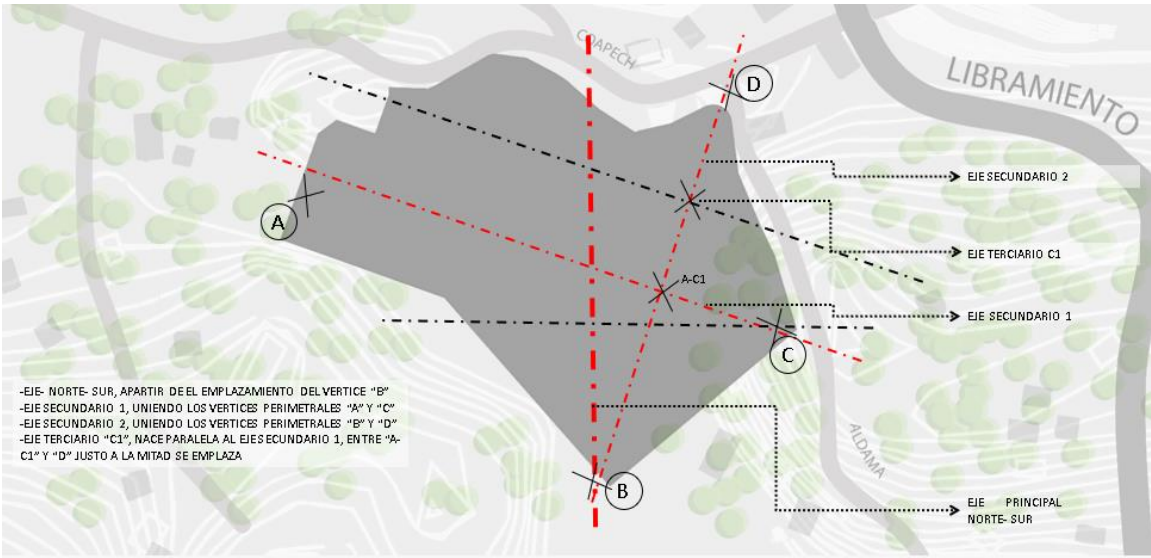 COAPECH
D
LIBRAMIENTO
EJE SECUNDARIO 2
A
EJE TERCIARIO C1
A-C1
EJE SECUNDARIO 1
C
-EJE- NORTE- SUR, APARTIR DE EL EMPLAZAMIENTO DEL VERTICE "B"
-EJE SECUNDARIO 1, UNIENDO LOS VERTICES PERIMETRALES "A" Y "C"
-EJE SECUNDARIO 2, UNIENDO LOS VERTICES PERIMETRALES "B" Y "D"
-EJE TERCIARIO "C1", NACE PARALELA AL EJE SECUNDARIO 1, ENTRE "A-
C1" Y "D" JUSTO A LA MITAD SE EMPLAZA
ALDAMA
B
EJE PRINCIPAL
NORTE- SUR